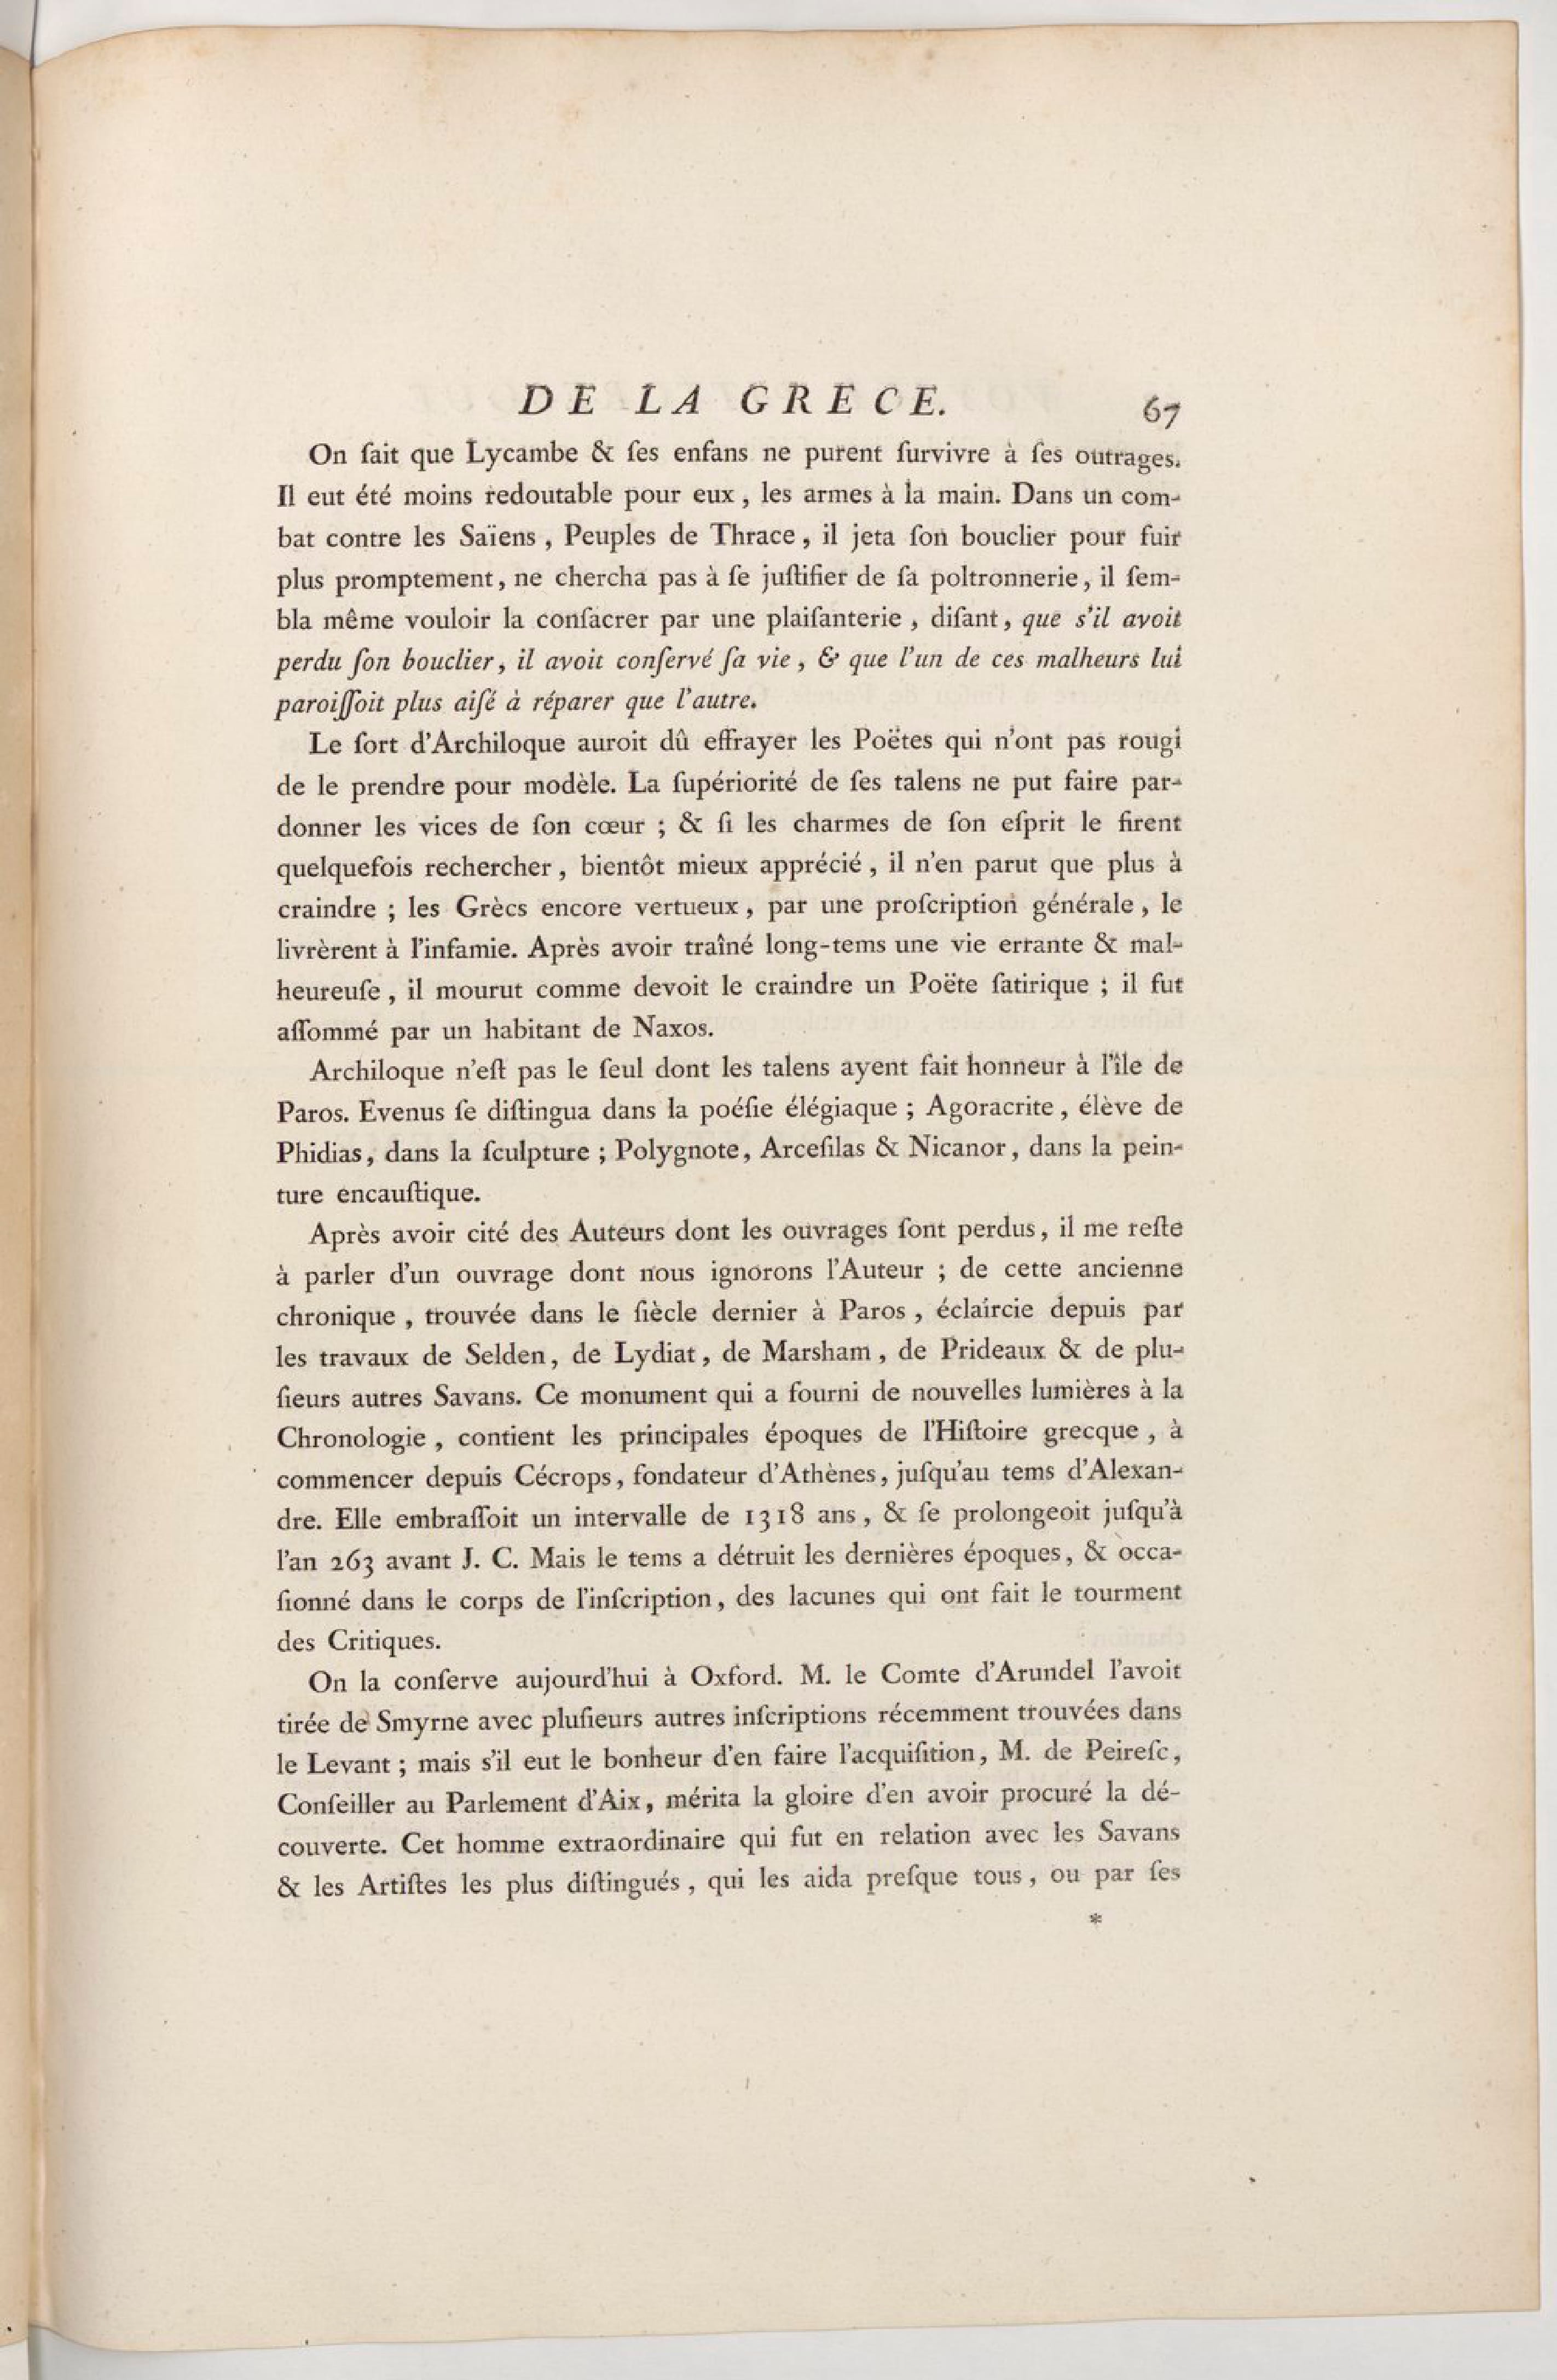 DE LA GRECE. 67
On ſait que Lycambe & ſes enfans ne purent ſurvivre à ſes outrages.
Il eut été moins redoutable pour eux, les armes à la main. Dans un com-
bat contre les Saïens, Peuples de Thrace, il jeta ſon bouclier pour fuir
plus promptement, ne chercha pas à ſe juſtifier de ſa poltronnerie, il ſem-
bla même vouloir la conſacrer par une plaiſanterie, diſant, que s'il avoit
perdu ſon bouclier, il avoit conſervé ſa vie, & que l'un de ces malheurs lui
paroiſſoit plus aiſé à réparer que l'autre.
Le ſort d'Archiloque auroit dû effrayer les Poëtes qui n'ont pas rougi
de le prendre pour modèle. La ſupériorité de ſes talens ne put faire par-
donner les vices de ſon cœur ; & ſi les charmes de ſon eſprit le firent
quelquefois rechercher, bientôt mieux apprécié, il n'en parut que plus à
craindre ; les Grècs encore vertueux, par une proſcription générale, le
livrèrent à l'infamie. Après avoir traîné long-tems une vie errante & mal-
heureuſe, il mourut comme devoit le craindre un Poëte ſatirique ; il fut
aſſommé par un habitant de Naxos.
Archiloque n'eſt pas le ſeul dont les talens ayent fait honneur à l'île de
Paros. Evenus ſe diſtingua dans la poéſie élégiaque ; Agoracrite, élève de
Phidias, dans la ſculpture ; Polygnote, Arceſilas & Nicanor, dans la pein-
ture encauſtique.
Après avoir cité des Auteurs dont les ouvrages ſont perdus, il me reſte
à parler d'un ouvrage dont nous ignorons l'Auteur ; de cette ancienne
chronique, trouvée dans le ſiècle dernier à Paros, éclaircie depuis par
les travaux de Selden, de Lydiat, de Marsham, de Prideaux & de plu-
ſieurs autres Savans. Ce monument qui a fourni de nouvelles lumières à la
Chronologie, contient les principales époques de l'Hiſtoire grecque, à
commencer depuis Cécrops, fondateur d'Athènes, juſqu'au tems d'Alexan-
dre. Elle embraſſoit un intervalle de 1318 ans, & ſe prolongeoit juſqu'à
l'an 263 avant J. C. Mais le tems a détruit les dernières époques, & occa-
ſionné dans le corps de l'inſcription, des lacunes qui ont fait le tourment
des Critiques.
On la conſerve aujourd'hui à Oxford. M. le Comte d'Arundel l'avoit
tirée de Smyrne avec pluſieurs autres inſcriptions récemment trouvées dans
le Levant ; mais s'il eut le bonheur d'en faire l'acquiſition, M. de Peireſc,
Conſeiller au Parlement d'Aix, mérita la gloire d'en avoir procuré la dé-
couverte. Cet homme extraordinaire qui fut en relation avec les Savans
& les Artiſtes les plus diſtingués, qui les aida preſque tous, ou par ſes
*